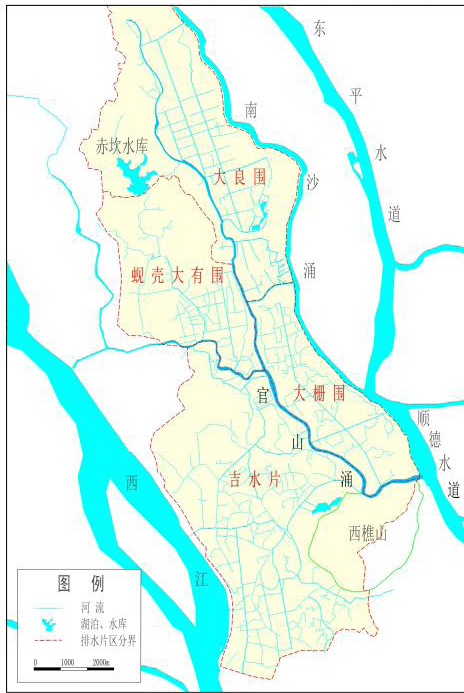 东平水道
南沙涌
赤坎水库
大良围
蚬壳大有围
大栅围
官山涌
顺德水道
吉水片
西江
西樵山
图 例
河 流
湖泊、水库
排水片区分界
0 1000 2000m